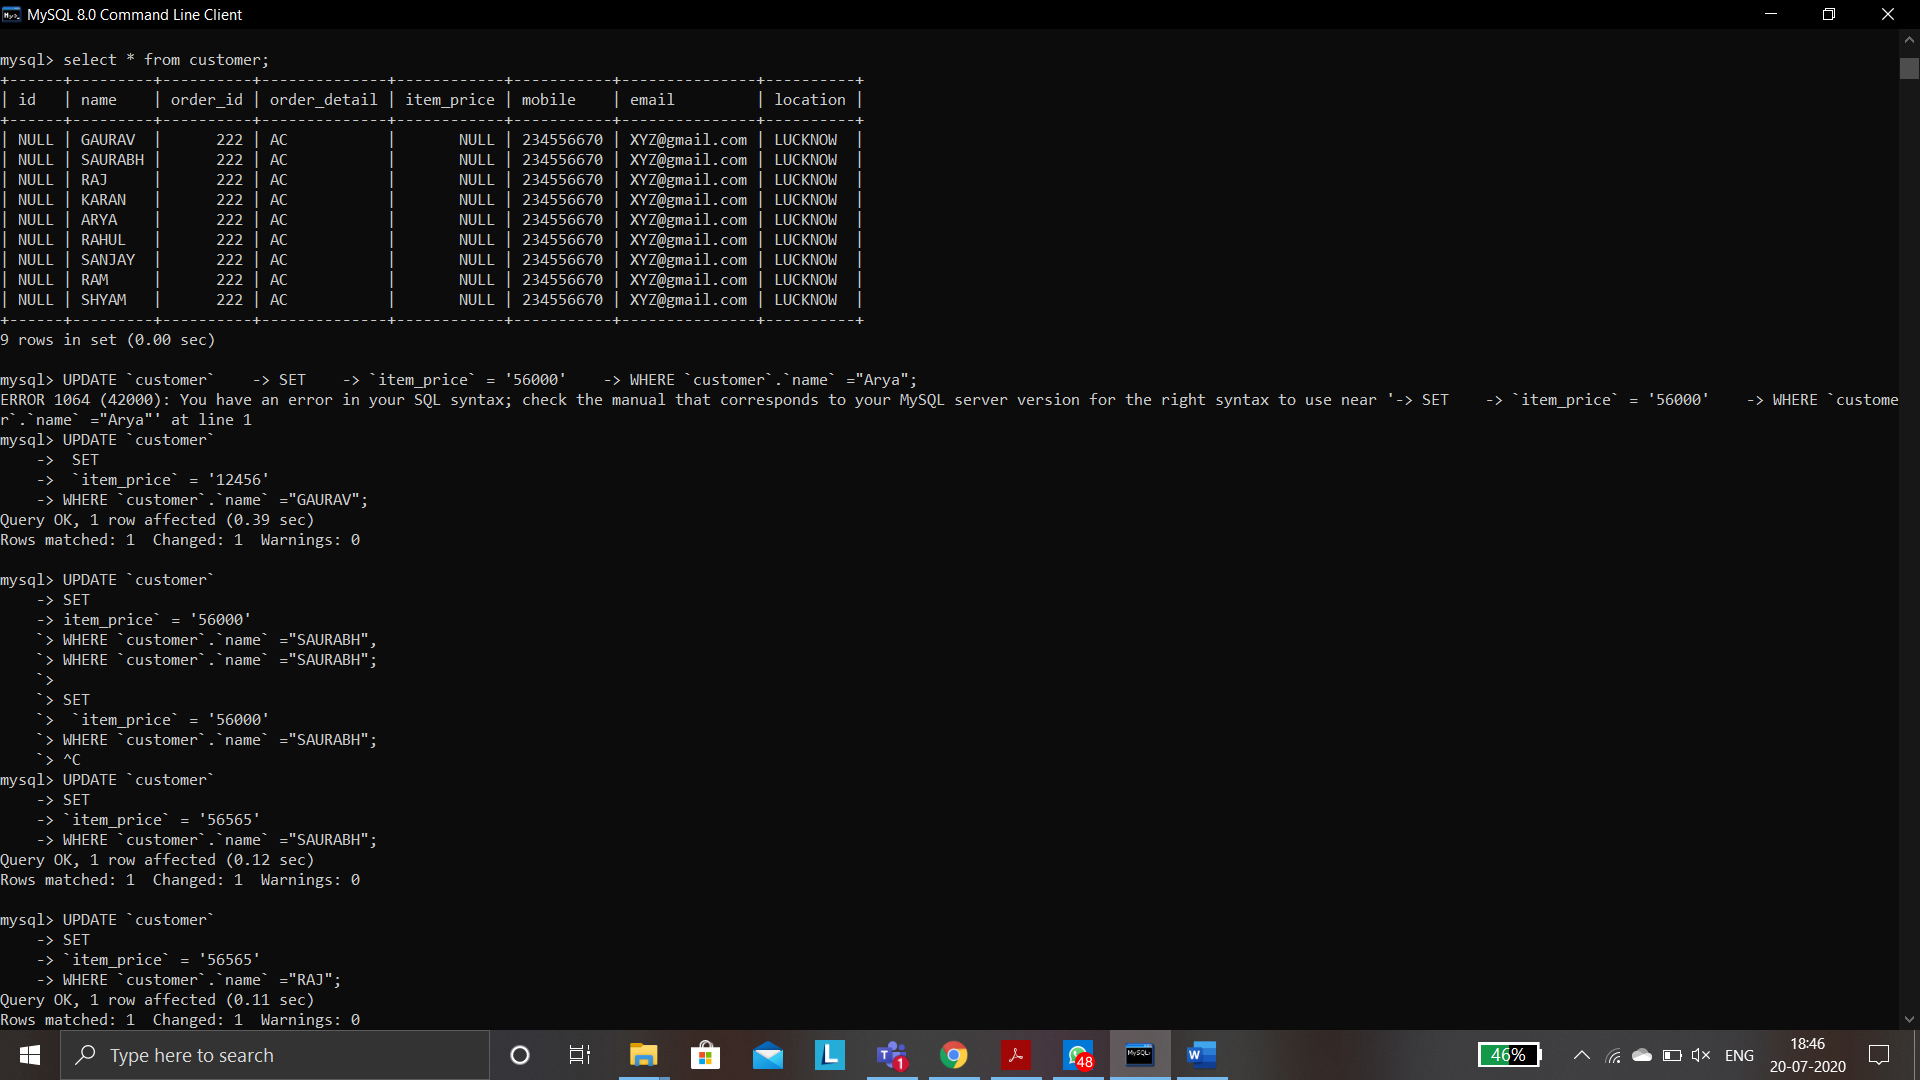 MySQL 8.0 Command Line Client
mysql> select * from customer;
+------+---------+----------+--------------+------------+-----------+---------------+----------+
| id   | name    | order_id | order_detail | item_price | mobile    | email         | location |
+------+---------+----------+--------------+------------+-----------+---------------+----------+
| NULL | GAURAV  |      222 | AC           |       NULL | 234556670 | XYZ@gmail.com | LUCKNOW  |
| NULL | SAURABH |      222 | AC           |       NULL | 234556670 | XYZ@gmail.com | LUCKNOW  |
| NULL | RAJ     |      222 | AC           |       NULL | 234556670 | XYZ@gmail.com | LUCKNOW  |
| NULL | KARAN   |      222 | AC           |       NULL | 234556670 | XYZ@gmail.com | LUCKNOW  |
| NULL | ARYA    |      222 | AC           |       NULL | 234556670 | XYZ@gmail.com | LUCKNOW  |
| NULL | RAHUL   |      222 | AC           |       NULL | 234556670 | XYZ@gmail.com | LUCKNOW  |
| NULL | SANJAY  |      222 | AC           |       NULL | 234556670 | XYZ@gmail.com | LUCKNOW  |
| NULL | RAM     |      222 | AC           |       NULL | 234556670 | XYZ@gmail.com | LUCKNOW  |
| NULL | SHYAM   |      222 | AC           |       NULL | 234556670 | XYZ@gmail.com | LUCKNOW  |
+------+---------+----------+--------------+------------+-----------+---------------+----------+
9 rows in set (0.00 sec)
mysql> UPDATE `customer`    -> SET    -> `item_price` = '56000'    -> WHERE `customer`.`name` ="Arya";
ERROR 1064 (42000): You have an error in your SQL syntax; check the manual that corresponds to your MySQL server version for the right syntax to use near '-> SET    -> `item_price` = '56000'    -> WHERE `custome
r`.`name` ="Arya"' at line 1
mysql> UPDATE `customer`
    ->  SET
    ->  `item_price` = '12456'
    -> WHERE `customer`.`name` ="GAURAV";
Query OK, 1 row affected (0.39 sec)
Rows matched: 1  Changed: 1  Warnings: 0
mysql> UPDATE `customer`
    -> SET
    -> item_price` = '56000'
    `> WHERE `customer`.`name` ="SAURABH",
    `> WHERE `customer`.`name` ="SAURABH";
    `>
    `> SET
    `>  `item_price` = '56000'
    `> WHERE `customer`.`name` ="SAURABH";
    `> ^C
mysql> UPDATE `customer`
    -> SET
    -> `item_price` = '56565'
    -> WHERE `customer`.`name` ="SAURABH";
Query OK, 1 row affected (0.12 sec)
Rows matched: 1  Changed: 1  Warnings: 0
mysql> UPDATE `customer`
    -> SET
    -> `item_price` = '56565'
    -> WHERE `customer`.`name` ="RAJ";
Query OK, 1 row affected (0.11 sec)
Rows matched: 1  Changed: 1  Warnings: 0
Type here to search
L
T
1
48
MySQL
W
46%
ENG
18:46
20-07-2020